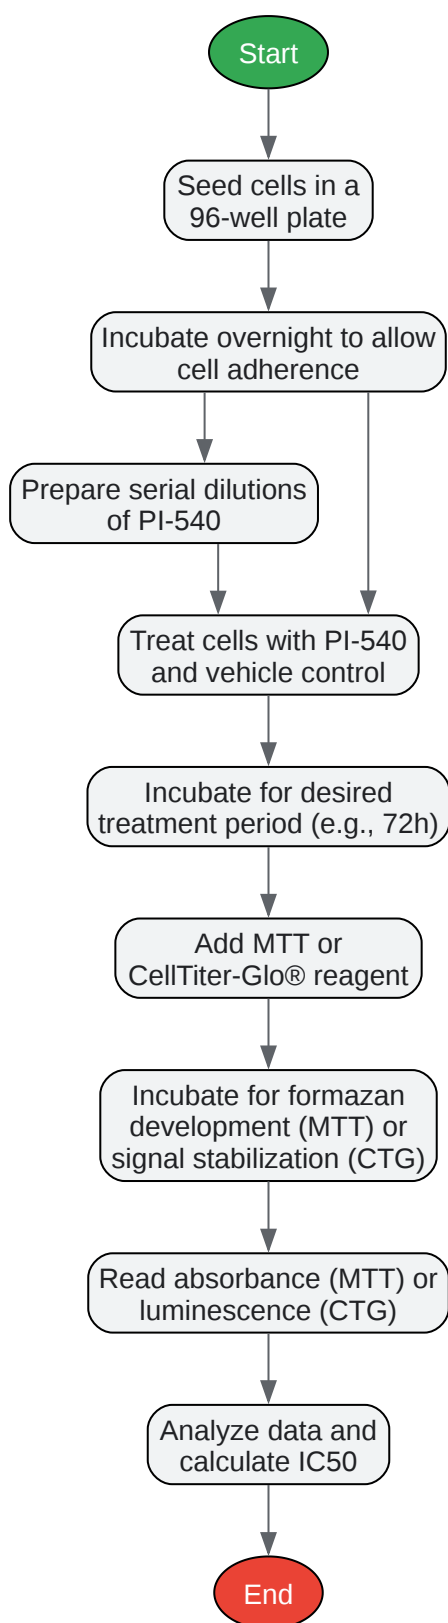 Start
Seed cells in a
96-well plate
Incubate overnight to allow
cell adherence
Prepare serial dilutions
of PI-540
Treat cells with PI-540
and vehicle control
Incubate for desired
treatment period (e.g., 72h)
Add MTT or
CellTiter-Glo® reagent
Incubate for formazan
development (MTT) or
signal stabilization (CTG)
Read absorbance (MTT) or
luminescence (CTG)
Analyze data and
calculate IC50
End